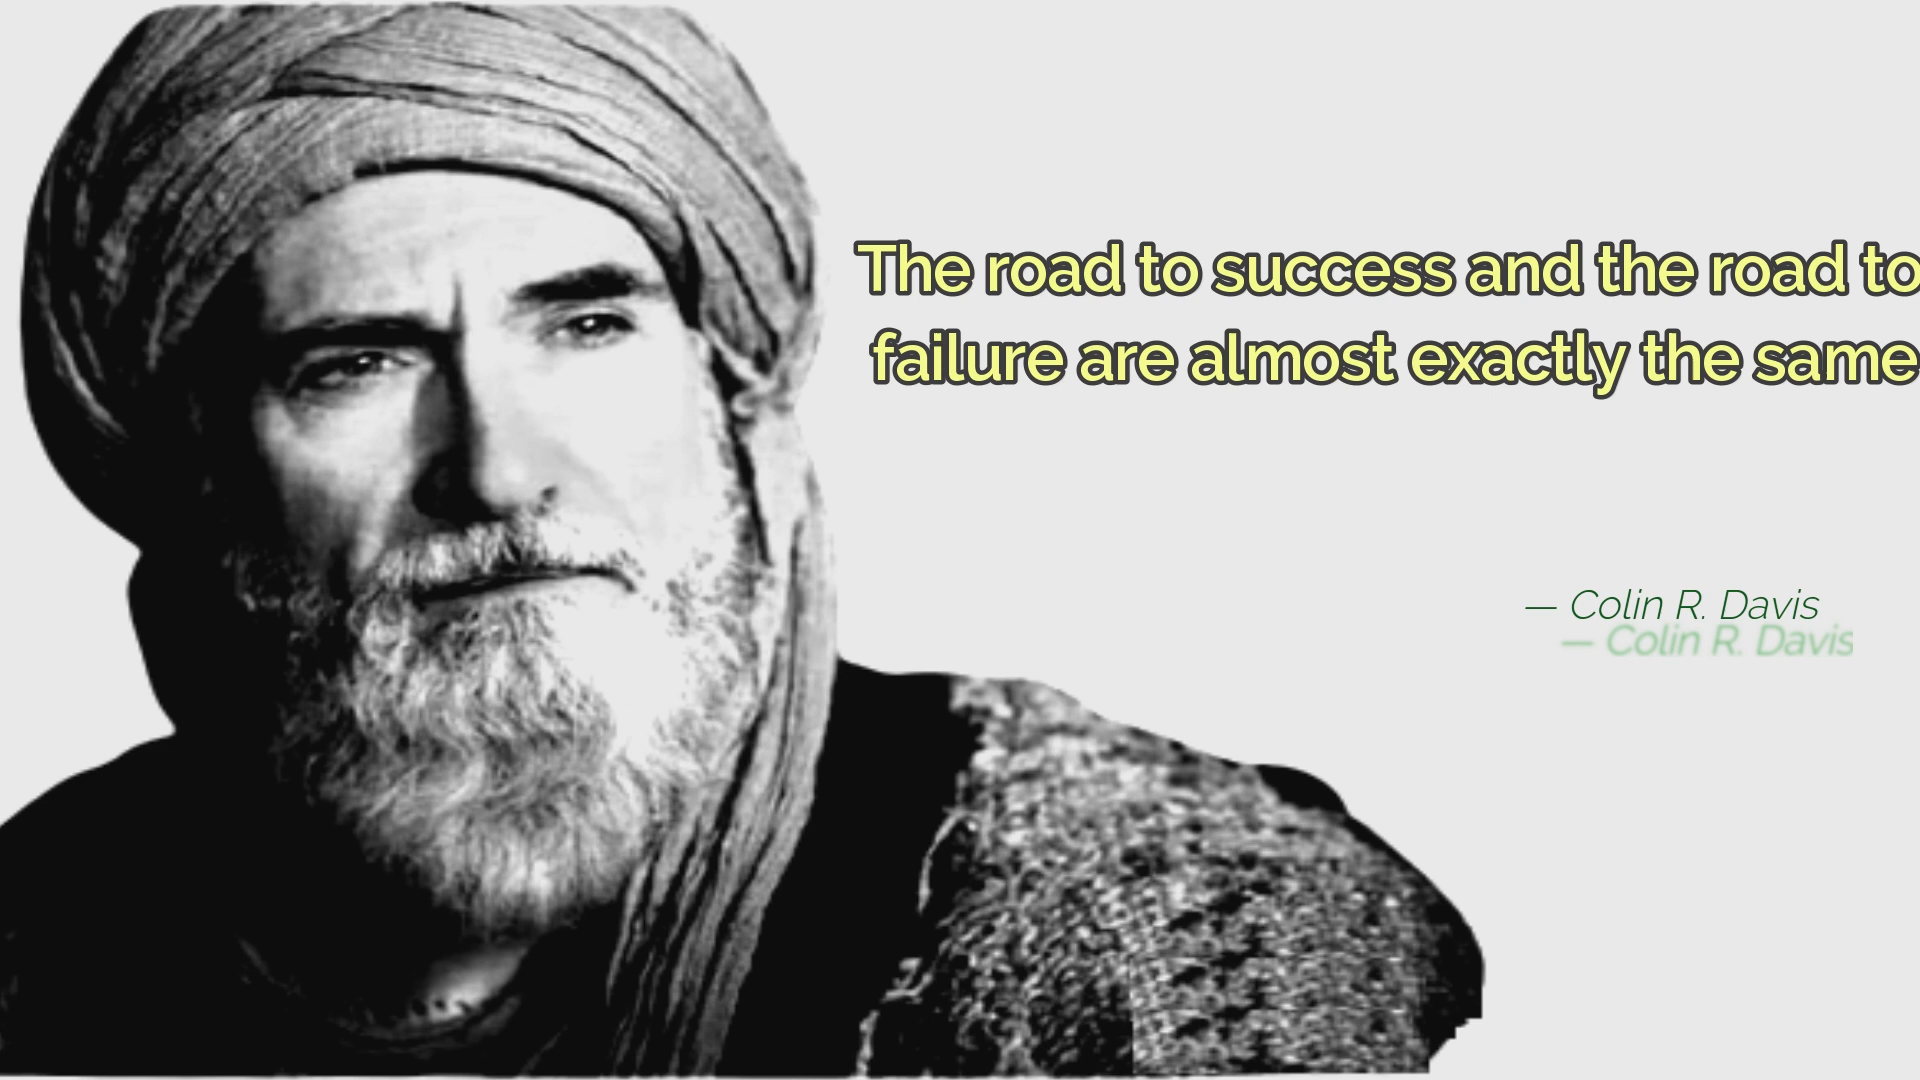 The road to success and the road to
failure are almost exactly the same
— Colin R. Davis
— Colin R. Davis